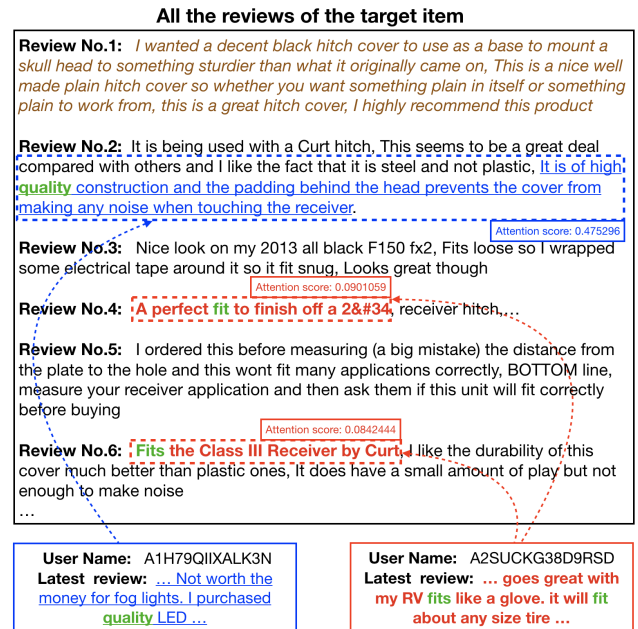 All the reviews of the target item
Review No.1: I wanted a decent black hitch cover to use as a base to mount a
skull head to something sturdier than what it originally came on, This is a nice well
made plain hitch cover so whether you want something plain in itself or something
plain to work from, this is a great hitch cover, I highly recommend this product
Review No.2: It is being used with a Curt hitch, This seems to be a great deal
compared with others and I like the fact that it is steel and not plastic, It is of high
quality construction and the padding behind the head prevents the cover from
making any noise when touching the receiver.
Attention score: 0.475296
Review No.3: Nice look on my 2013 all black F150 fx2, Fits loose so I wrapped
some electrical tape around it so it fit snug, Looks great though
Attention score: 0.0901059
Review No.4: A perfect fit to finish off a 2&#34, receiver hitch,...
Review No.5: I ordered this before measuring (a big mistake) the distance from
the plate to the hole and this wont fit many applications correctly, BOTTOM line,
measure your receiver application and then ask them if this unit will fit correctly
before buying
Attention score: 0.0842444
Review No.6: Fits the Class III Receiver by Curt, I like the durability of this
cover much better than plastic ones, It does have a small amount of play but not
enough to make noise
...
User Name: A1H79QIIXALK3N
Latest review: ... Not worth the
money for fog lights. I purchased
quality LED ...
User Name: A2SUCKG38D9RSD
Latest review: ... goes great with
my RV fits like a glove. it will fit
about any size tire ...